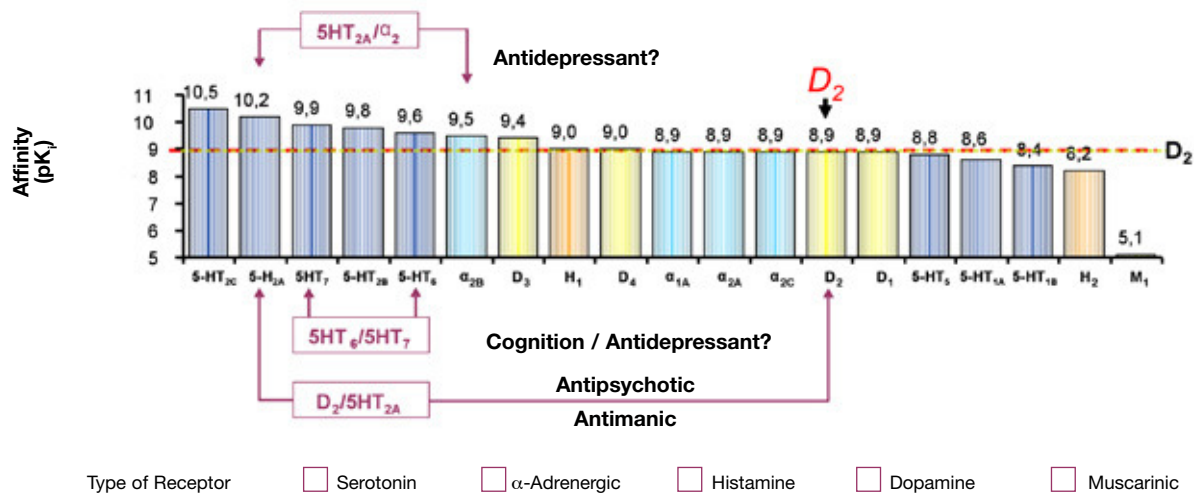 5HT2A/α2
Antidepressant?
D2
Affinity
(pKi)
11
10
9
8
7
6
5
10,5
10,2
9,9
9,8
9,6
9,5
9,4
9,0
9,0
8,9
8,9
8,9
8,9
8,9
8,8
8,6
8,4
8,2
5,1
D2
5-HT2C
5-H2A
5HT7
5-HT2B
5-HT6
α2B
D3
H1
D4
α1A
α2A
α2C
D2
D1
5-HT5
5-HT1A
5-HT1B
H2
M1
5HT6/5HT7
Cognition / Antidepressant?
D2/5HT2A
Antipsychotic
Antimanic
Type of Receptor
Serotonin
α-Adrenergic
Histamine
Dopamine
Muscarinic